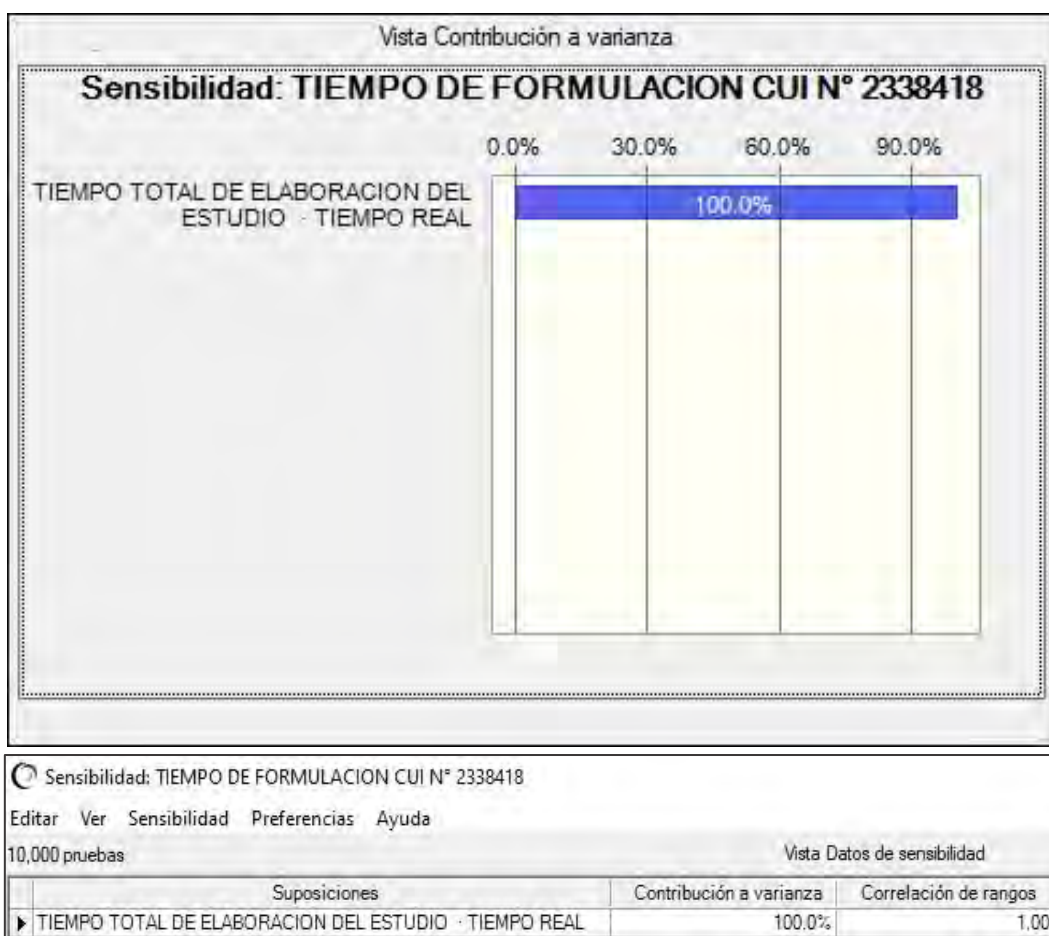 Vista Contribución a varianza
Sensibilidad: TIEMPO DE FORMULACION CUI N° 2338418
0.0% 30.0% 60.0% 90.0%
TIEMPO TOTAL DE ELABORACION DEL
ESTUDIO - TIEMPO REAL
100.0%
Sensibilidad: TIEMPO DE FORMULACION CUI N° 2338418
Editar Ver Sensibilidad Preferencias Ayuda
10,000 pruebas Vista Datos de sensibilidad
Suposiciones Contribución a varianza Correlación de rangos
TIEMPO TOTAL DE ELABORACION DEL ESTUDIO - TIEMPO REAL 100.0% 1.00